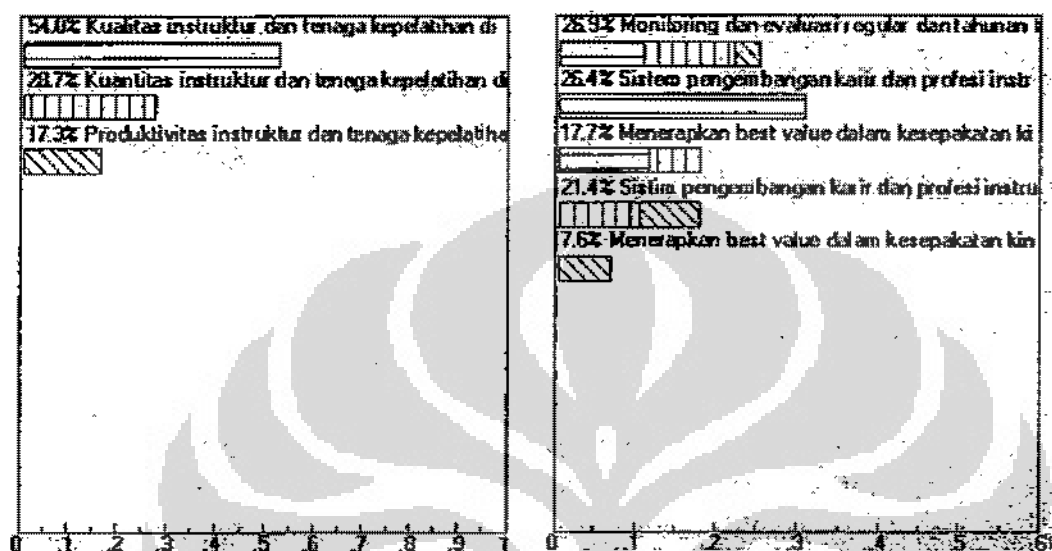 54.0% Kualitas instruktur dan tenaga kepelatihan di
28.7% Kuantitas instruktur dan tenaga kepelatihan di
17.3% Produktivitas instruktur dan tenaga kepelatiha
0 .1 .2 .3 .4 .5 .6 .7 .8 .9 1
26.9% Monitoring dan evaluasi regular dan tahunan
26.4% Sistem pengembangan karir dan profesi instr
17.7% Menerapkan best value dalam kesepakatan ki
21.4% Sistim pengembangan karir dan profesi instru
7.6% Menerapkan best value dalam kesepakatan kin
0 .1 .2 .3 .4 .5 .6